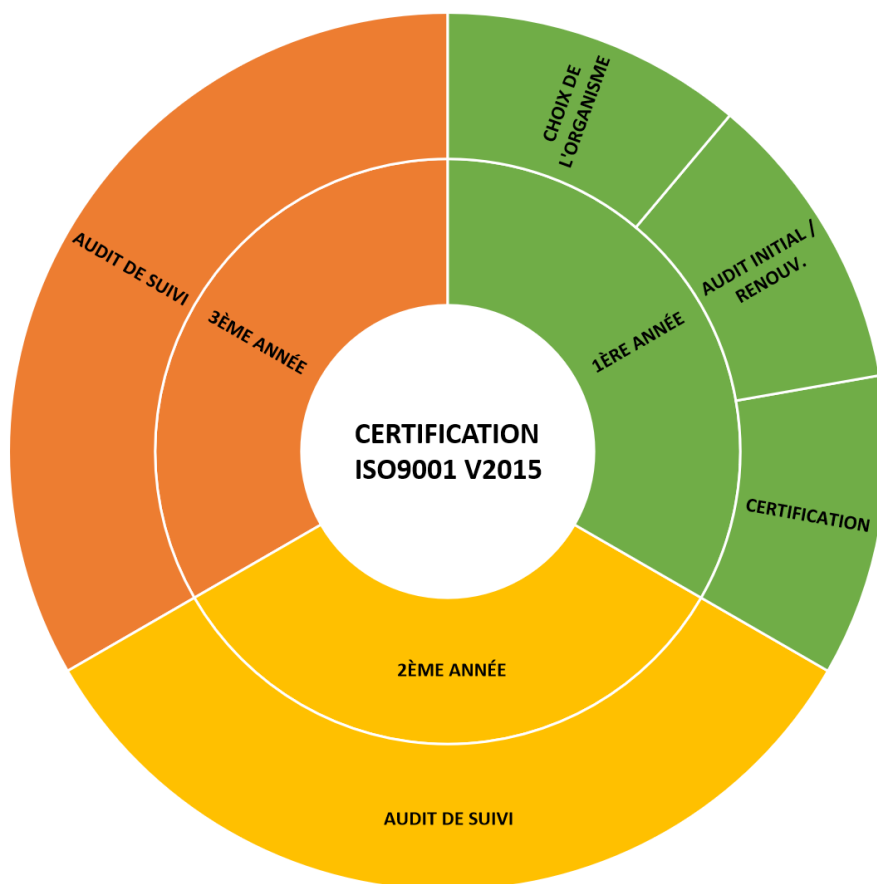 CERTIFICATION
ISO9001 V2015
1ÈRE ANNÉE
CHOIX DE
L'ORGANISME
AUDIT INITIAL /
RENOUV.
CERTIFICATION
2ÈME ANNÉE
AUDIT DE SUIVI
3ÈME ANNÉE
AUDIT DE SUIVI